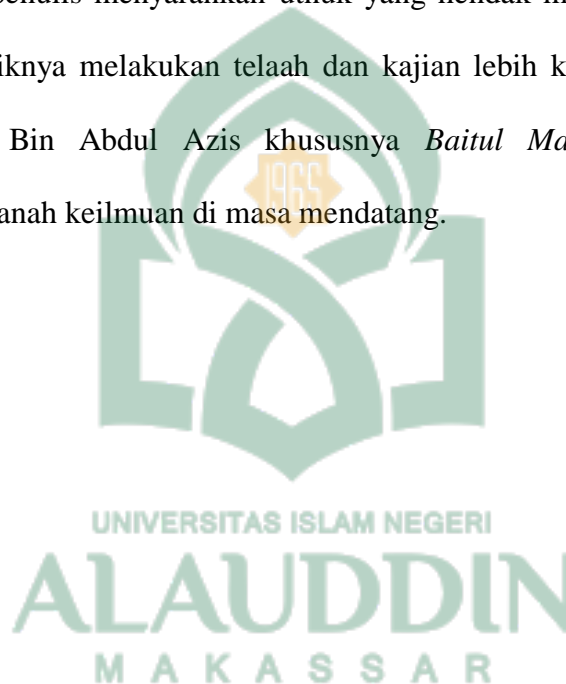 penulis menyarankan untuk yang hendak
iknya melakukan telaah dan kajian lebih k
Bin Abdul Azis khususnya Baitul Ma
anah keilmuan di masa mendatang.
1965
UNIVERSITAS ISLAM NEGERI
ALAUDDIN
MAKASSAR